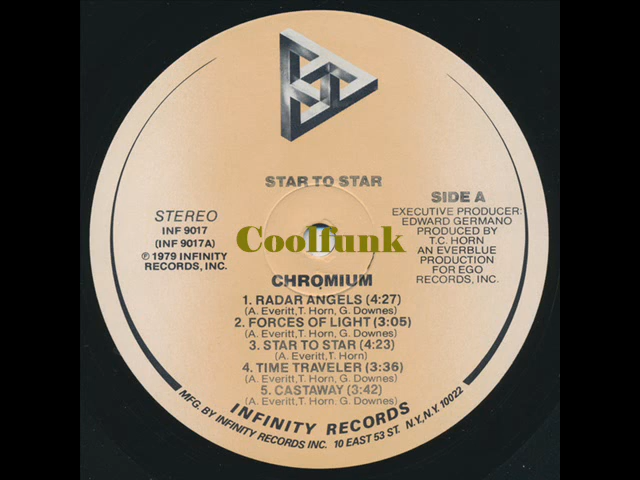 STAR TO STAR
STEREO
INF 9017
(INF 9017A)
℗ 1979 INFINITY
RECORDS, INC.
SIDE A
EXECUTIVE PRODUCER:
EDWARD GERMANO
PRODUCED BY
T.C. HORN
AN EVERBLUE
PRODUCTION
FOR EGO
RECORDS, INC.
Coolfunk
CHROMIUM
1. RADAR ANGELS (4:27)
(A. Everitt, T. Horn, G. Downes)
2. FORCES OF LIGHT (3:05)
(A. Everitt, T. Horn, G. Downes)
3. STAR TO STAR (4:23)
(A. Everitt, T. Horn)
4. TIME TRAVELER (3:36)
(A. Everitt, T. Horn, G. Downes)
5. CASTAWAY (3:42)
(A. Everitt, T. Horn, G. Downes)
INFINITY RECORDS
MFG. BY INFINITY RECORDS INC. 10 EAST 53 ST. N.Y., N.Y. 10022